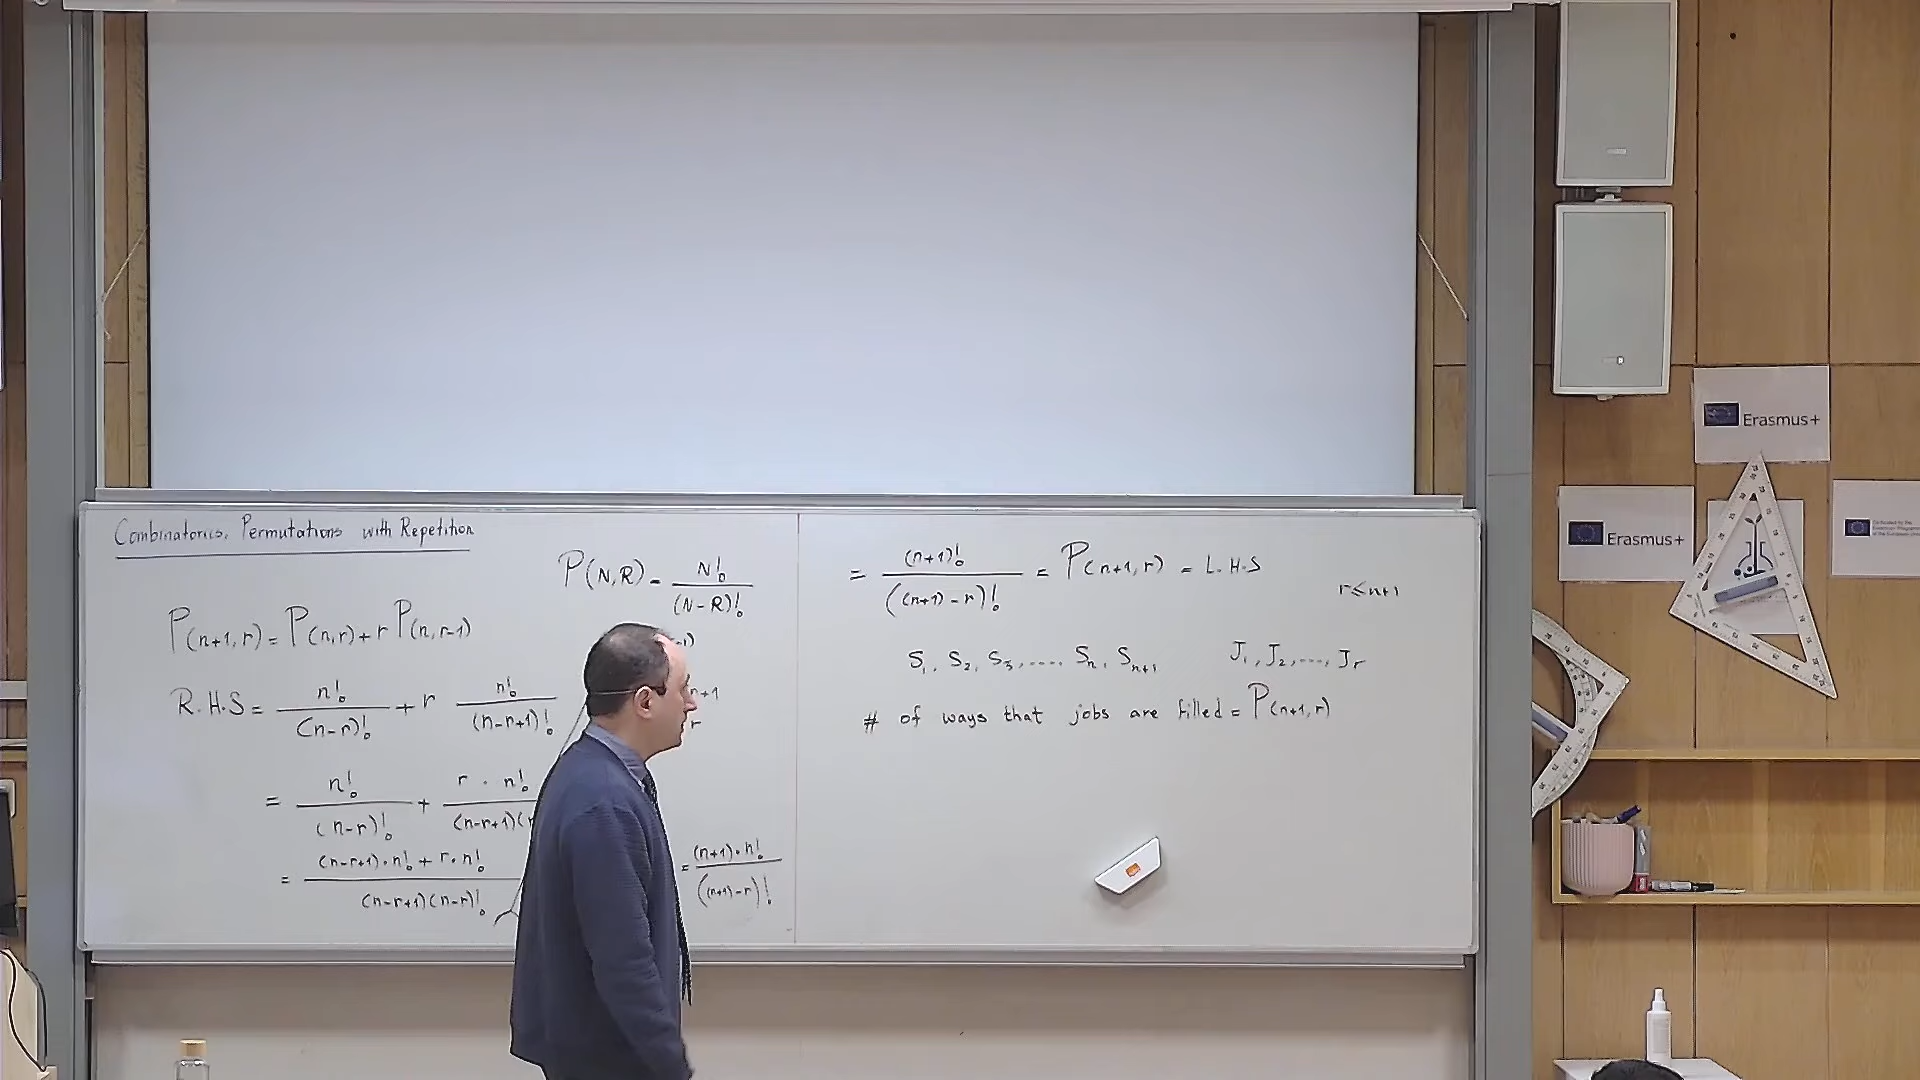 Combinatorics, Permutations with Repetition
P(N,R) = N! / (N-R)!
P(n+1,r) = P(n,r) + r P(n,r-1)
R.H.S = n! / (n-r)! + r n! / (n-r+1)!
= n! / (n-r)! + r . n! / (n-r+1)(
= (n-r+1)·n! + r·n! / (n-r+1)(n-r)!
= (n+1)·n! / ((n+1)-r)!
= (n+1)! / ((n+1)-r)! = P(n+1,r) = L.H.S
r≤n+1
S1, S2, S3, ...., Sn, Sn+1 J1, J2, ..., Jr
# of ways that jobs are filled = P(n+1,r)
Erasmus+
Erasmus+